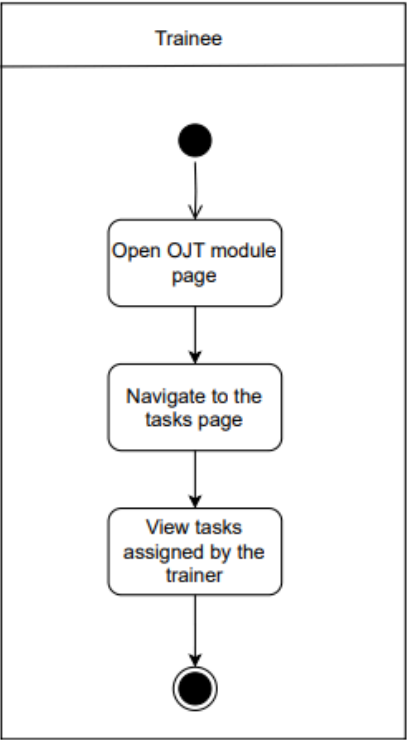 Trainee
Open OJT module
page
Navigate to the
tasks page
View tasks
assigned by the
trainer